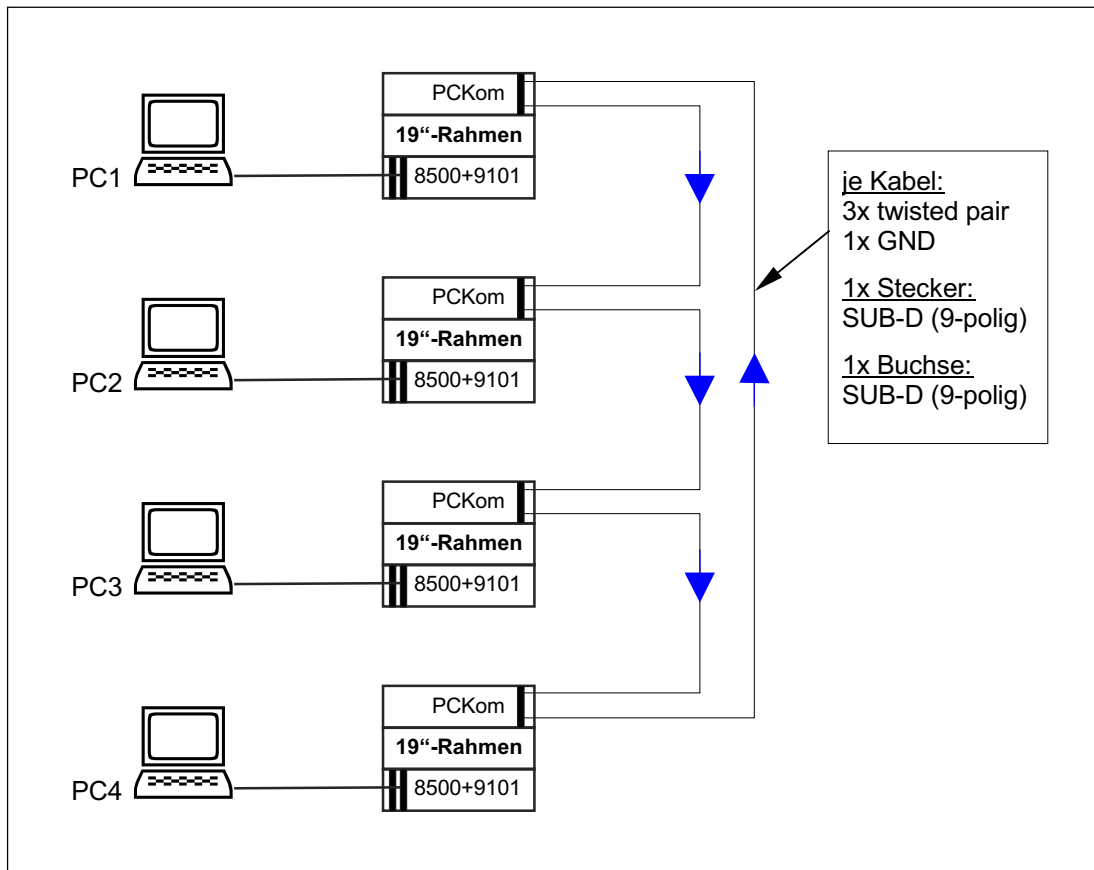 PCKom
19“-Rahmen
8500+9101
PC1
PCKom
19“-Rahmen
8500+9101
PC2
PCKom
19“-Rahmen
8500+9101
PC3
PCKom
19“-Rahmen
8500+9101
PC4
je Kabel:
3x twisted pair
1x GND
1x Stecker:
SUB-D (9-polig)
1x Buchse:
SUB-D (9-polig)